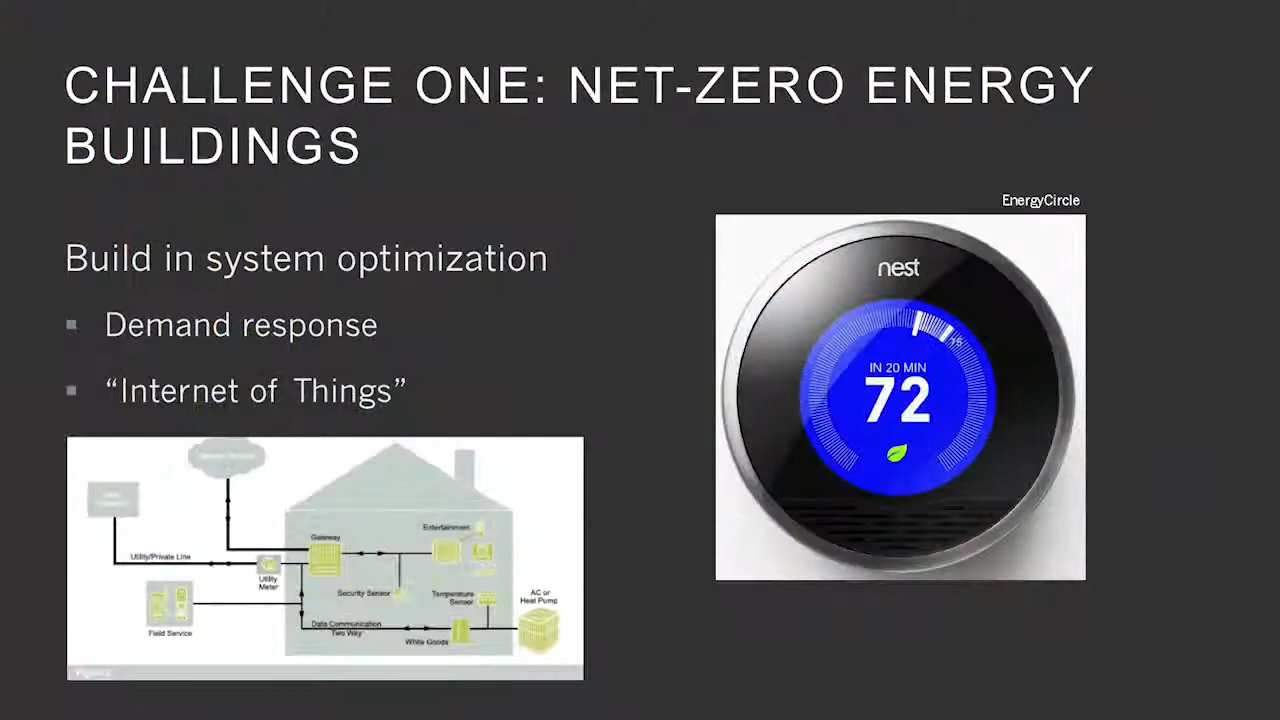 CHALLENGE ONE: NET-ZERO ENERGY
BUILDINGS
EnergyCircle
Build in system optimization
Demand response
“Internet of Things”
nest
IN 20 MIN
72
Entertainment
Gateway
Utility/Private Line
Utility
Meter
Security Sensor
Temperature
Sensor
AC or
Heat Pump
Field Service
Data Communication
Two Way
White Goods